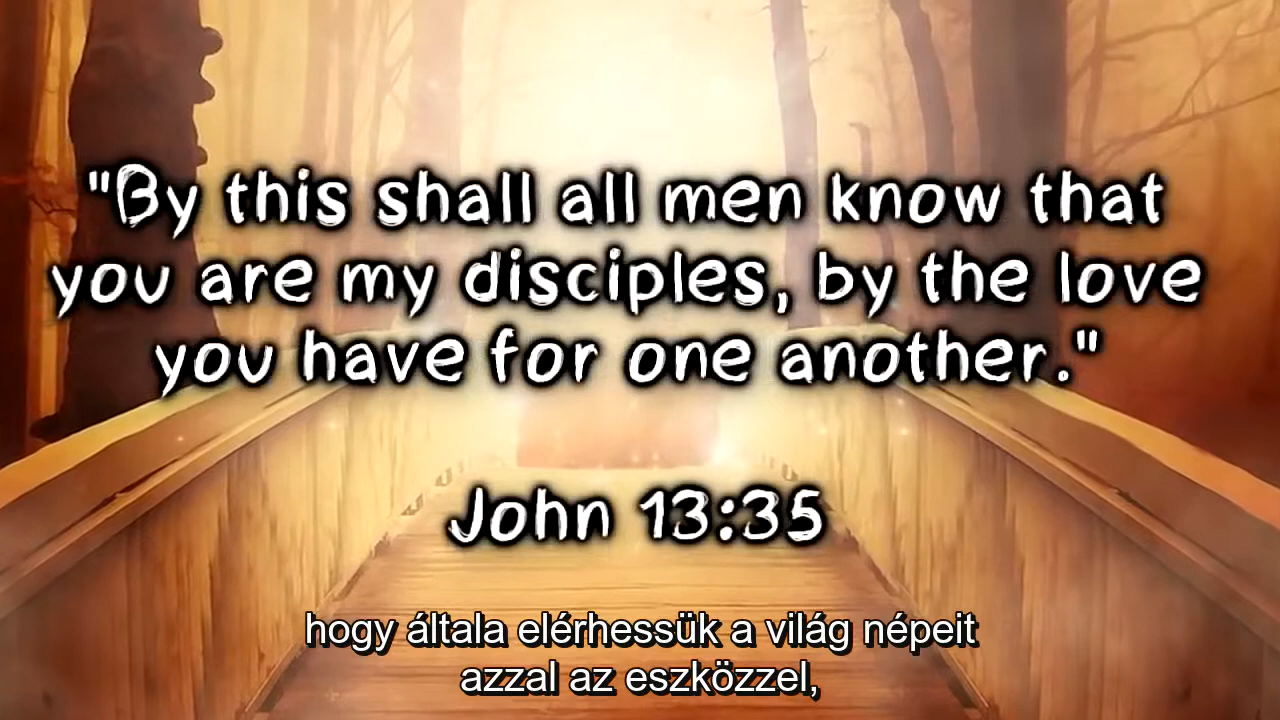 "By this shall all men know that
you are my disciples, by the love
you have for one another."
John 13:35
hogy általa elérhessük a világ népeit
azzal az eszközzel,